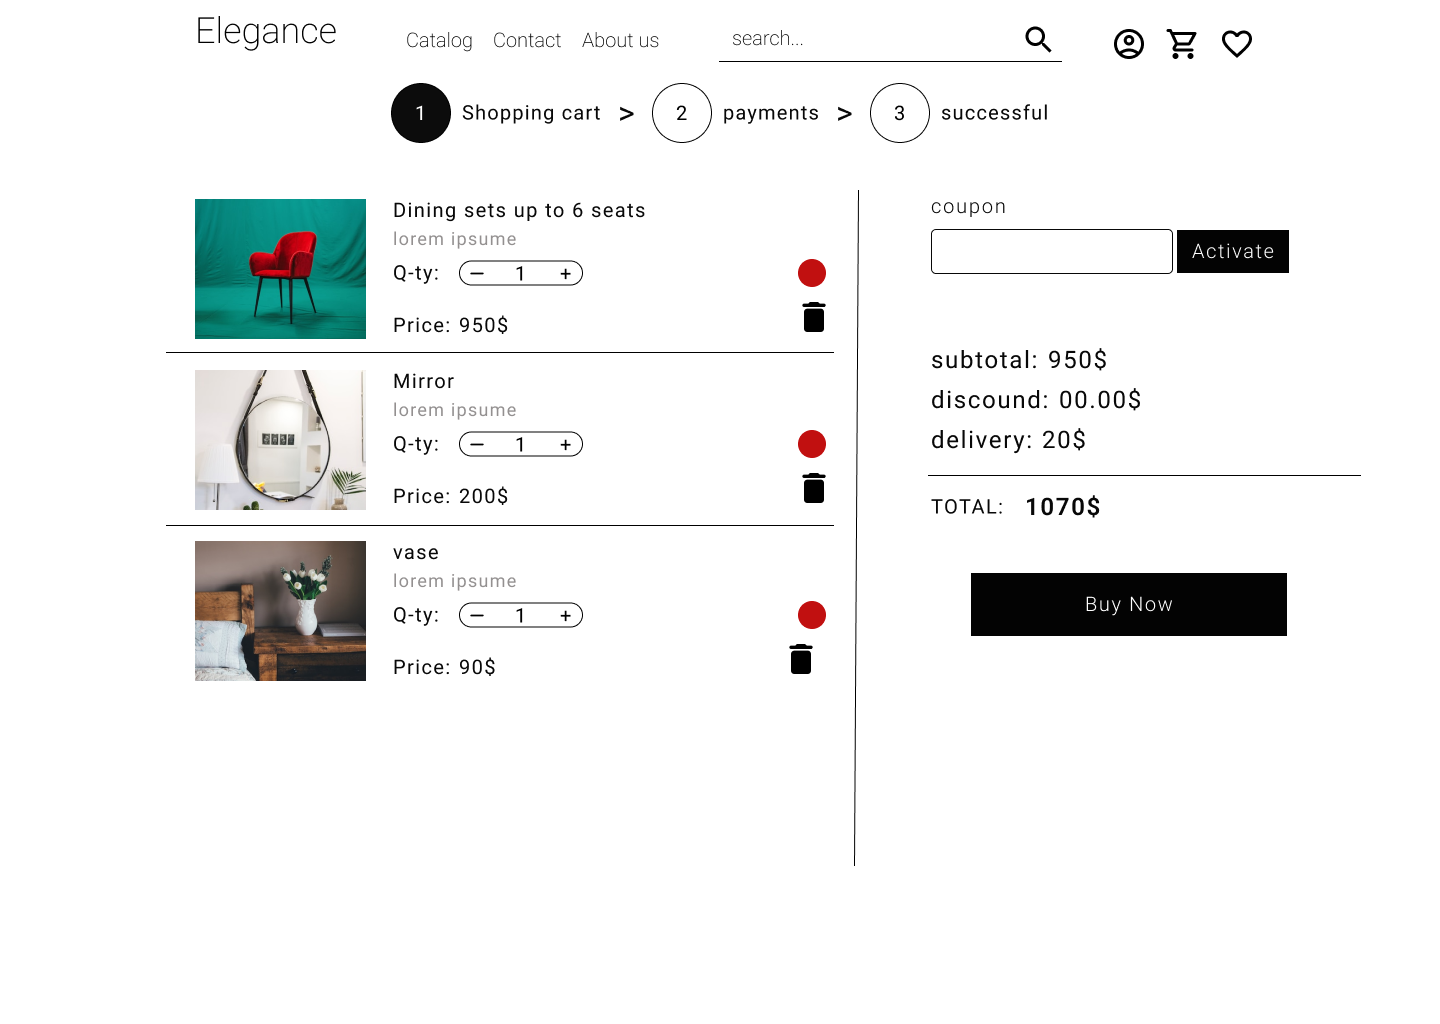 Elegance
Catalog Contact About us
search...
1 Shopping cart > 2 payments > 3 successful
Dining sets up to 6 seats
lorem ipsume
Q-ty: − 1 +
Price: 950$
Mirror
lorem ipsume
Q-ty: − 1 +
Price: 200$
vase
lorem ipsume
Q-ty: − 1 +
Price: 90$
coupon
Activate
subtotal: 950$
discound: 00.00$
delivery: 20$
TOTAL: 1070$
Buy Now